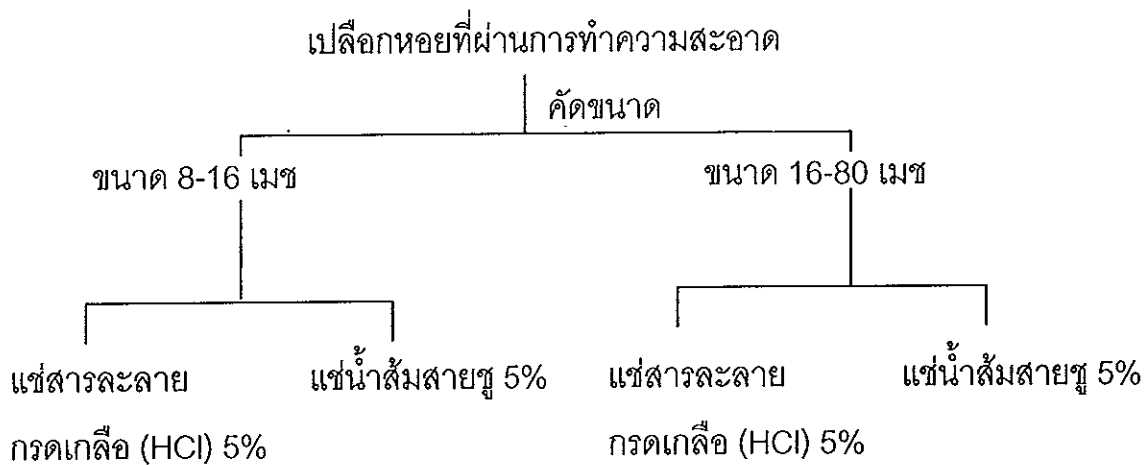 เปลือกหอยที่ผ่านการทำความสะอาด
คัดขนาด
ขนาด 8-16 เมช
ขนาด 16-80 เมช
แช่สารละลาย
กรดเกลือ (HCl) 5%
แช่น้ำส้มสายชู 5%
แช่สารละลาย
กรดเกลือ (HCl) 5%
แช่น้ำส้มสายชู 5%